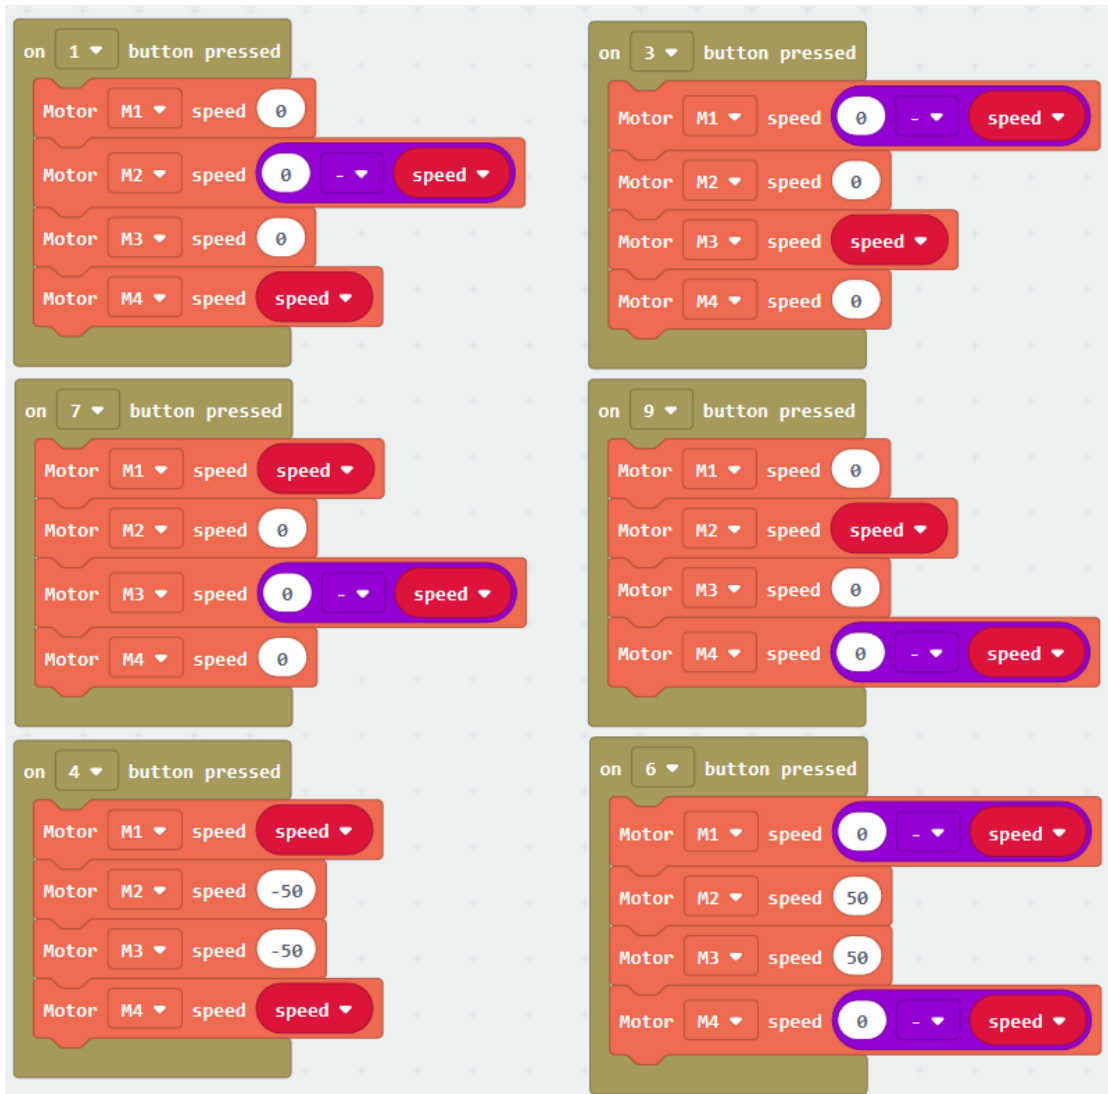 on 1 button pressed
Motor M1 speed 0
Motor M2 speed 0 - speed
Motor M3 speed 0
Motor M4 speed speed
on 3 button pressed
Motor M1 speed 0 - speed
Motor M2 speed 0
Motor M3 speed speed
Motor M4 speed 0
on 7 button pressed
Motor M1 speed speed
Motor M2 speed 0
Motor M3 speed 0 - speed
Motor M4 speed 0
on 9 button pressed
Motor M1 speed 0
Motor M2 speed speed
Motor M3 speed 0
Motor M4 speed 0 - speed
on 4 button pressed
Motor M1 speed speed
Motor M2 speed -50
Motor M3 speed -50
Motor M4 speed speed
on 6 button pressed
Motor M1 speed 0 - speed
Motor M2 speed 50
Motor M3 speed 50
Motor M4 speed 0 - speed